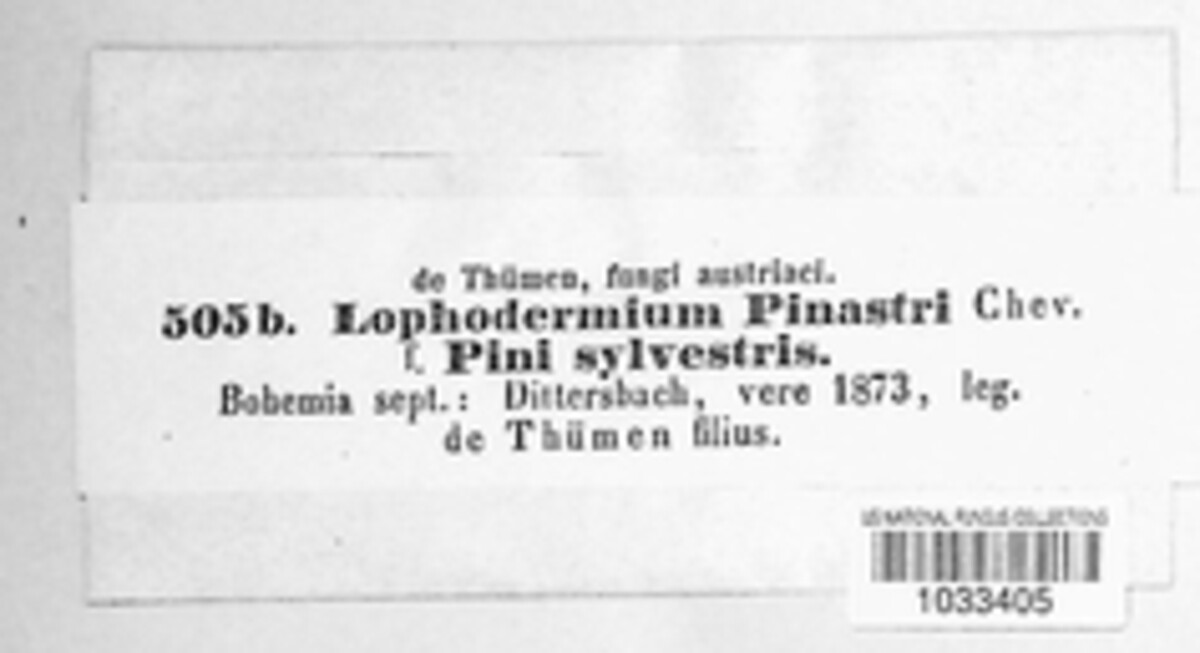 de Thümen, fungi austriaci.
505b. Lophodermium Pinastri Chev.
f. Pini sylvestris.
Bohemia sept.: Dittersbach, vere 1873, leg.
de Thümen filius.
US NATIONAL FUNGUS COLLECTIONS
1033405